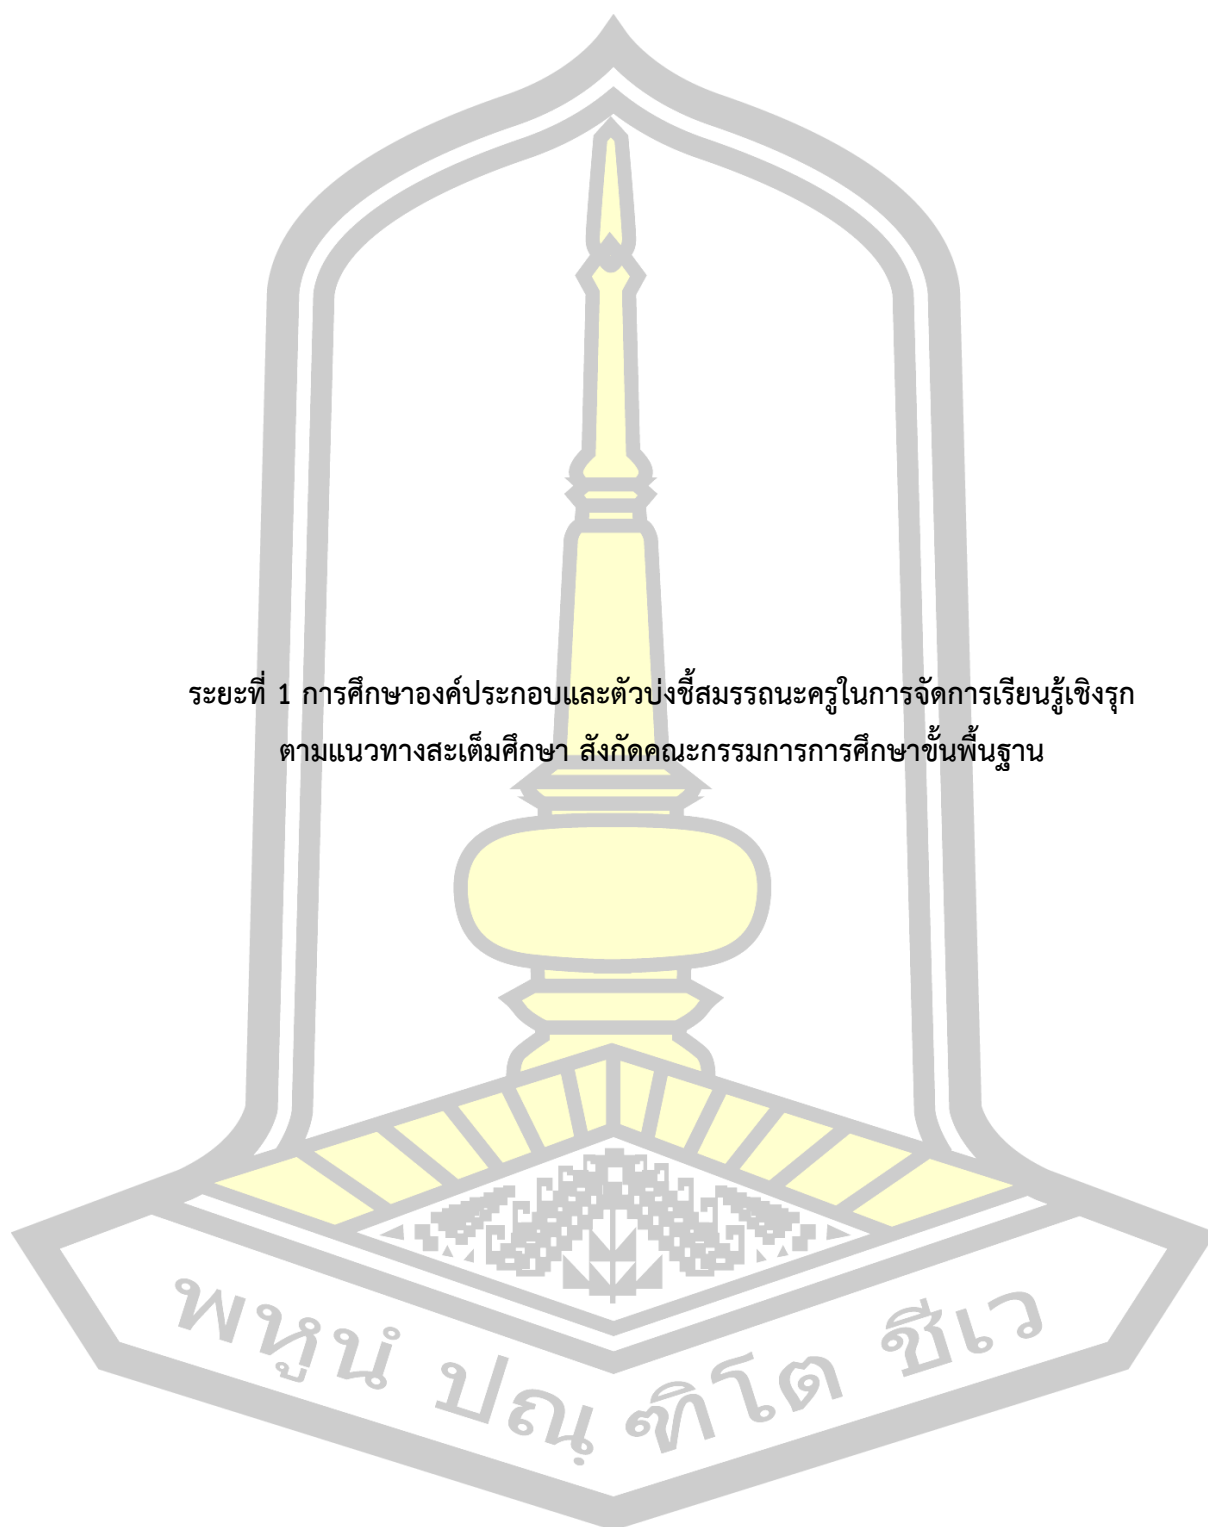 ระยะที่ 1 การศึกษาองค์ประกอบและตัวบ่งชี้สมรรถนะครูในการจัดการเรียนรู้เชิงรุก
ตามแนวทางสะเต็มศึกษา สังกัดคณะกรรมการการศึกษาขั้นพื้นฐาน
พหูนํ ปณฺฑิโต ชีเว